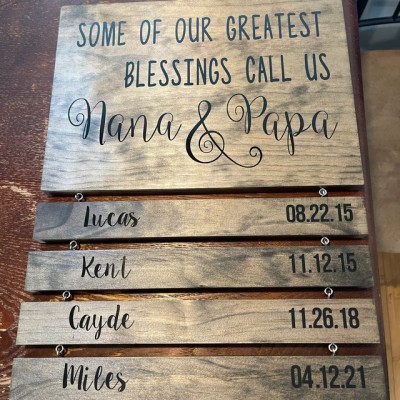 SOME OF OUR GREATEST
BLESSINGS CALL US
Nana & Papa
Lucas 08.22.15
Kent 11.12.15
Cayde 11.26.18
Miles 04.12.21